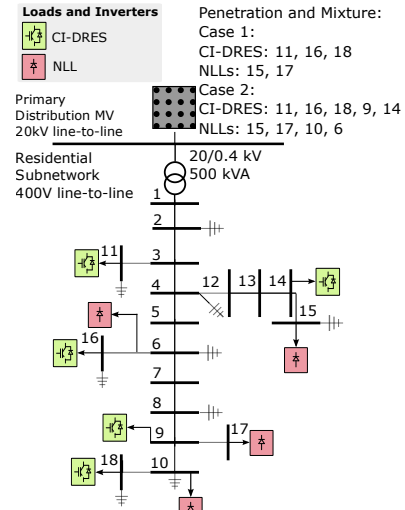 Loads and Inverters
CI-DRES
NLL
Penetration and Mixture:
Case 1:
CI-DRES: 11, 16, 18
NLLs: 15, 17
Case 2:
CI-DRES: 11, 16, 18, 9, 14
NLLs: 15, 17, 10, 6
Primary
Distribution MV
20kV line-to-line
Residential
Subnetwork
400V line-to-line
20/0.4 kV
500 kVA
1
2
3
11
4
12
13
14
15
5
16
6
7
8
9
17
18
10